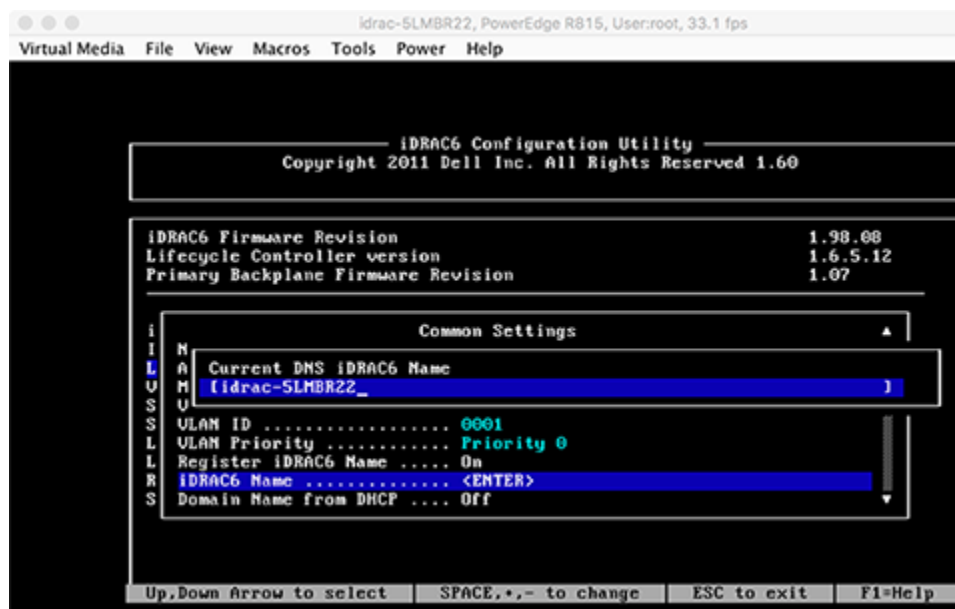 idrac-5LMBR22, PowerEdge R815, User:root, 33.1 fps
Virtual Media File View Macros Tools Power Help
iDRAC6 Configuration Utility
Copyright 2011 Dell Inc. All Rights Reserved 1.60
iDRAC6 Firmware Revision 1.98.08
Lifecycle Controller version 1.6.5.12
Primary Backplane Firmware Revision 1.07
i Common Settings ▲
I N
L A Current DNS iDRAC6 Name
V M [idrac-5LMBR22_ ]
S V
S VLAN ID .................. 0001
L VLAN Priority ............ Priority 0
L Register iDRAC6 Name ..... On
R iDRAC6 Name .............. <ENTER>
S Domain Name from DHCP .... Off ▼
Up,Down Arrow to select SPACE,+,- to change ESC to exit F1=Help